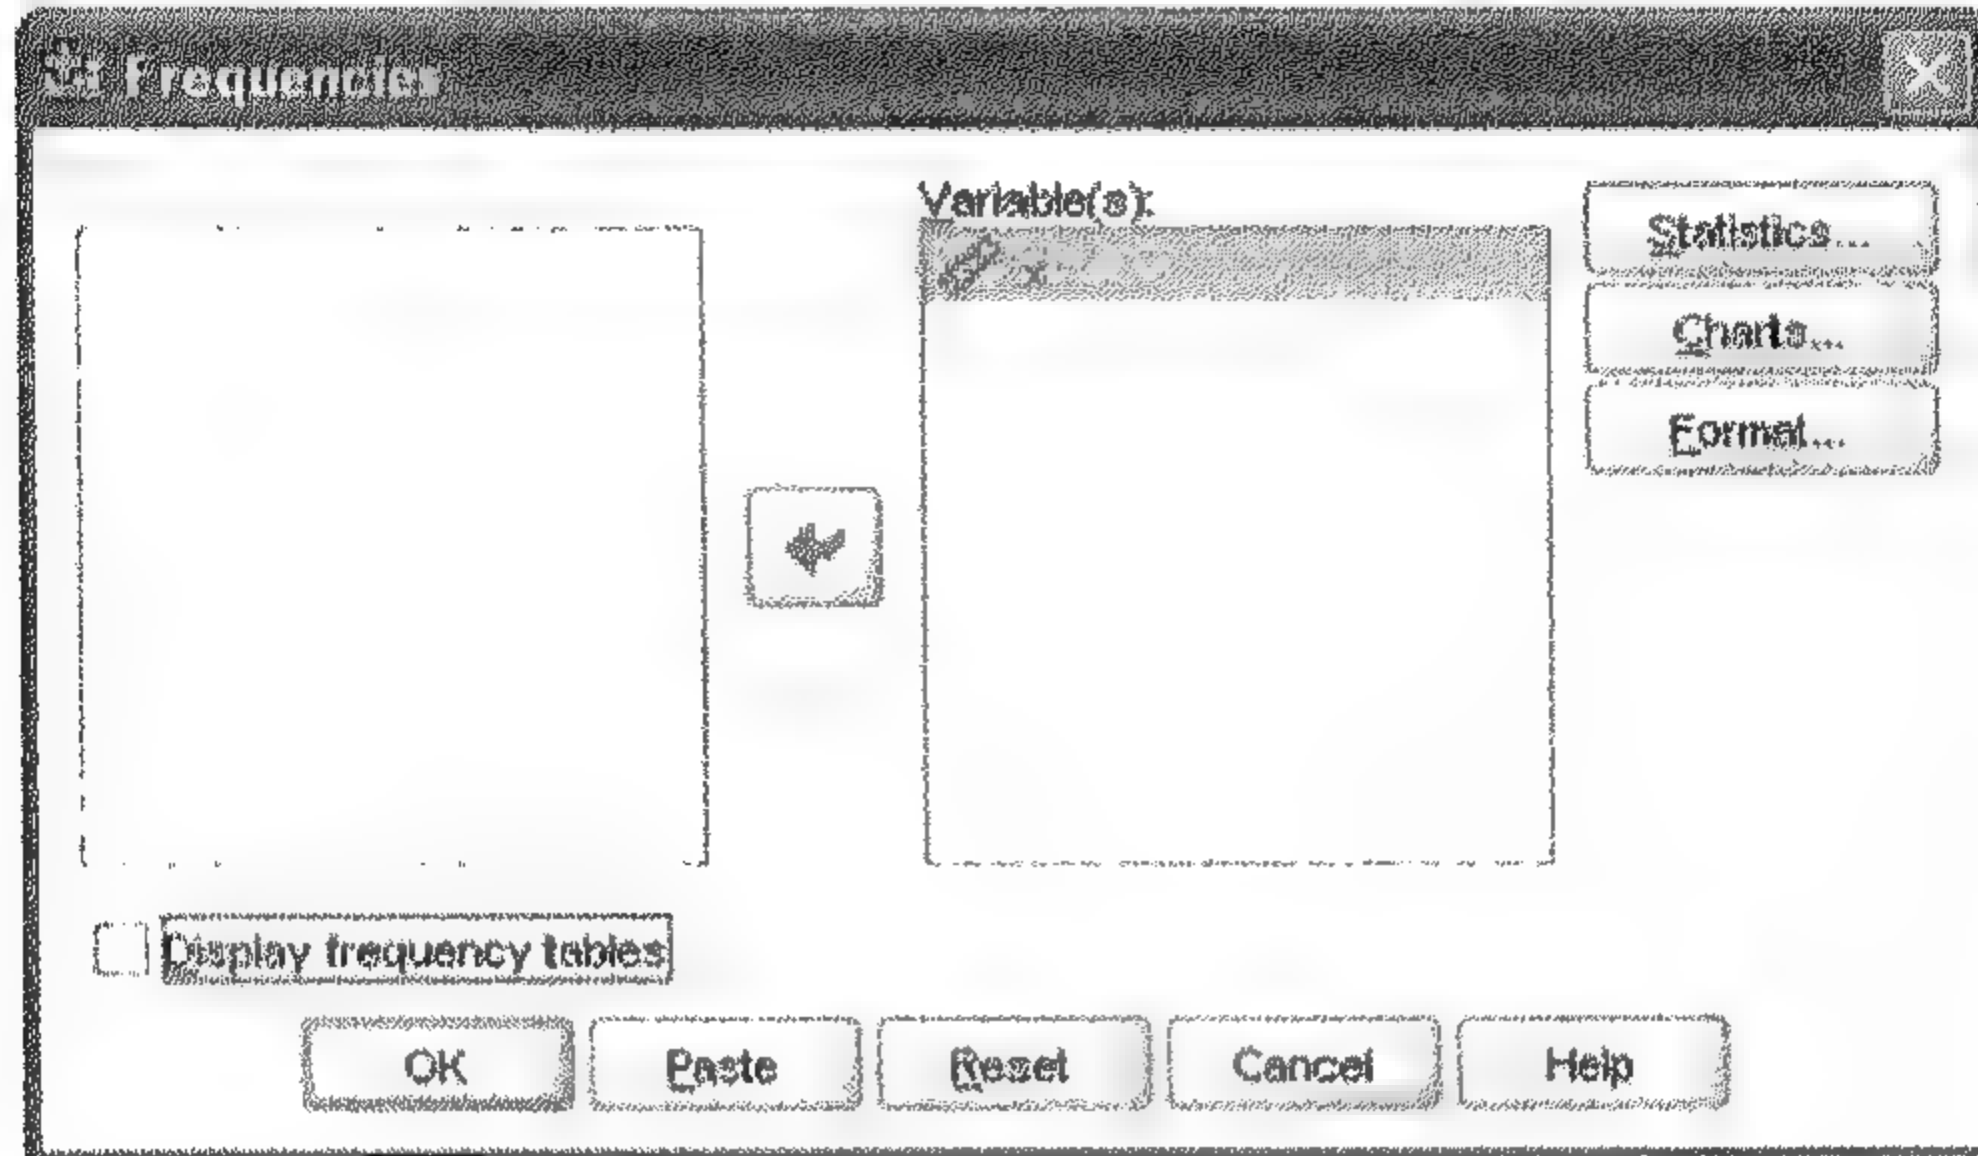 Frequencies
Variable(s):
x
Statistics...
Charts...
Format...
Display frequency tables
OK
Paste
Reset
Cancel
Help